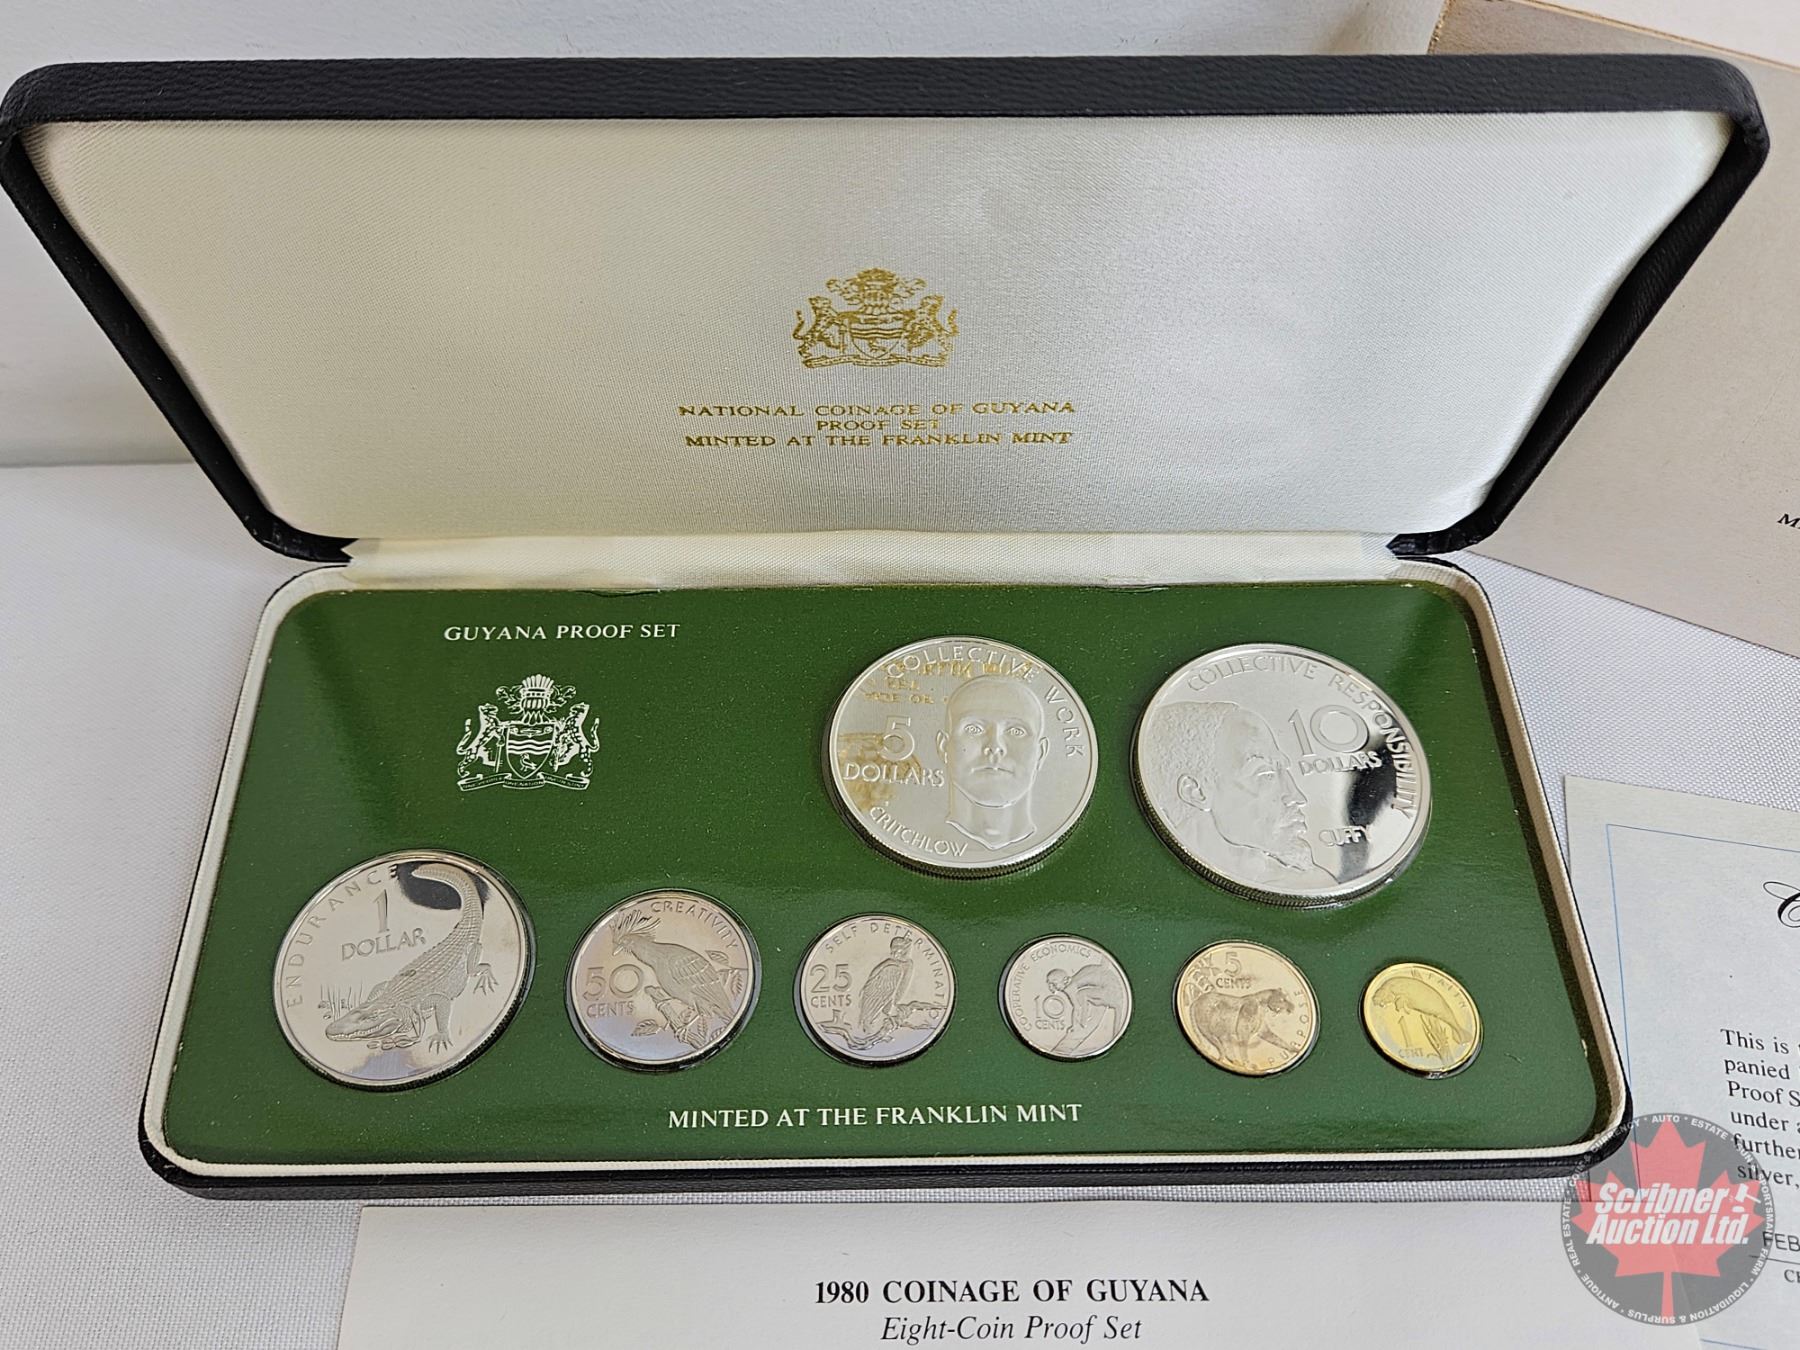 NATIONAL COINAGE OF GUYANA
PROOF SET
MINTED AT THE FRANKLIN MINT
GUYANA PROOF SET
COLLECTIVE WORK
5
DOLLARS
CRITCHLOW
COLLECTIVE RESPONSIBILITY
10
DOLLARS
CUFFY
ENDURANCE
1
DOLLAR
CREATIVITY
50
CENTS
SELF DETERMINATION
25
CENTS
COOPERATIVE ECONOMICS
10
CENTS
5
CENTS
PURPOSE
FAITH
1
CENT
MINTED AT THE FRANKLIN MINT
1980 COINAGE OF GUYANA
Eight-Coin Proof Set
This is
panied
Proof S
under a
further
silver,
FEB
Scribner
Auction Ltd.